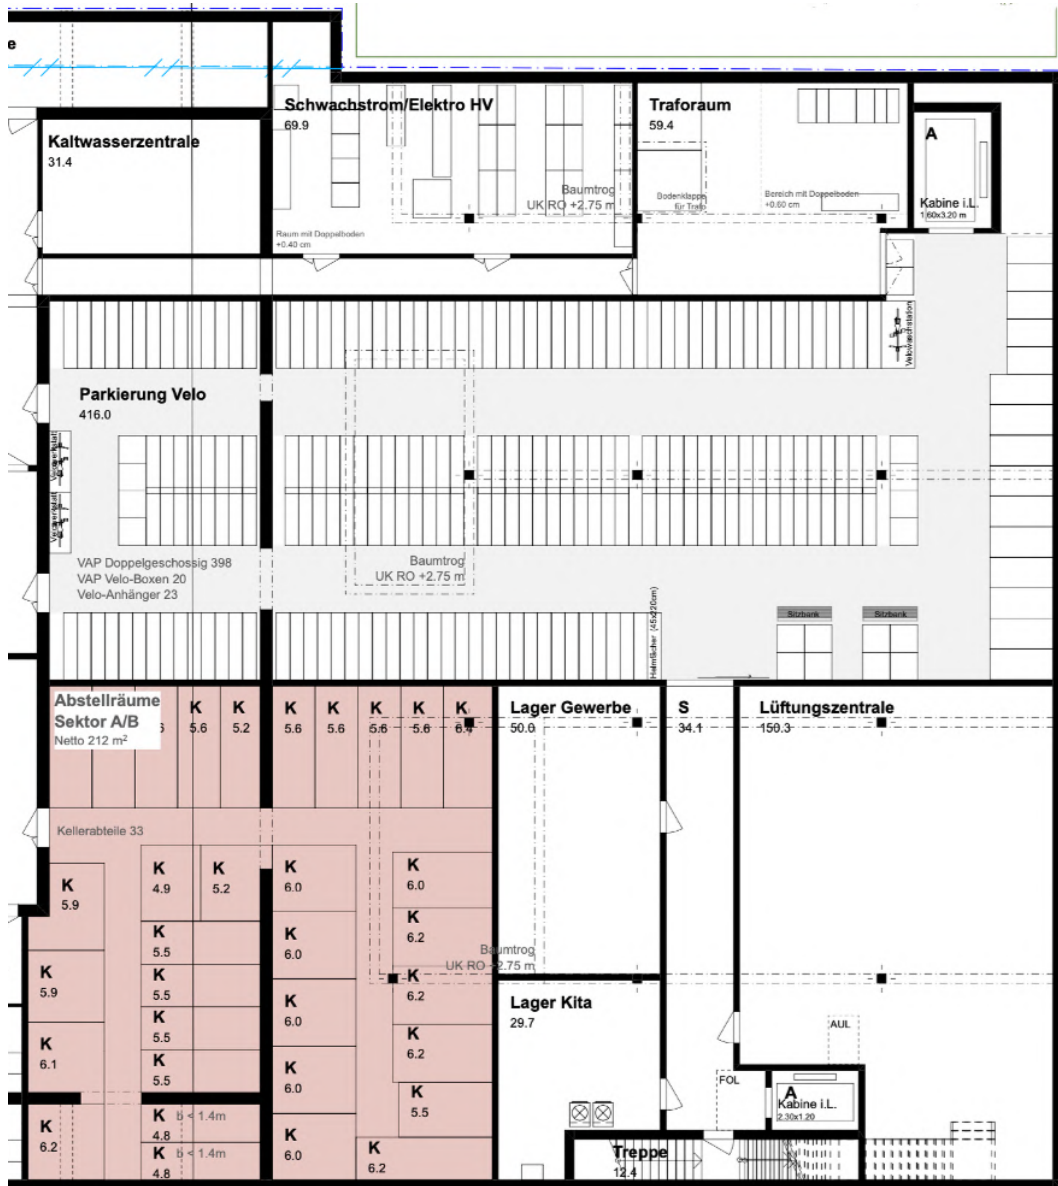 e
Schwachstrom/Elektro HV
69.9
Traforaum
59.4
A
Kaltwasserzentrale
31.4
Baumtrog
UK RO +2.75 m
Bodenklappe
für Trafo
Bereich mit Doppelboden
+0.60 cm
Kabine i.L.
1.60x3.20 m
Raum mit Doppelboden
+0.40 cm
Velowaschstation
Parkierung Velo
416.0
Velowerkstatt
Velowerkstatt
VAP Doppelgeschossig 398
VAP Velo-Boxen 20
Velo-Anhänger 23
Baumtrog
UK RO +2.75 m
Helmfächer (45x220cm)
Sitzbank
Sitzbank
Abstellräume
Sektor A/B
Netto 212 m²
K
5.6
K
5.2
K
5.6
K
5.6
K
5.6
K
5.6
K
6.4
Lager Gewerbe
50.0
S
34.1
Lüftungszentrale
150.3
Kellerabteile 33
K
5.9
K
4.9
K
5.2
K
6.0
K
6.0
K
5.5
K
6.0
K
6.2
Baumtrog
UK RO +2.75 m
K
5.9
K
5.5
K
6.0
K
6.2
Lager Kita
29.7
K
6.1
K
5.5
K
5.5
K
6.0
K
6.2
AUL
FOL
K
5.5
A
Kabine i.L.
2.30x1.20
K
6.2
K
4.8
b < 1.4m
K
4.8
b < 1.4m
K
6.0
K
6.2
Treppe
12.4